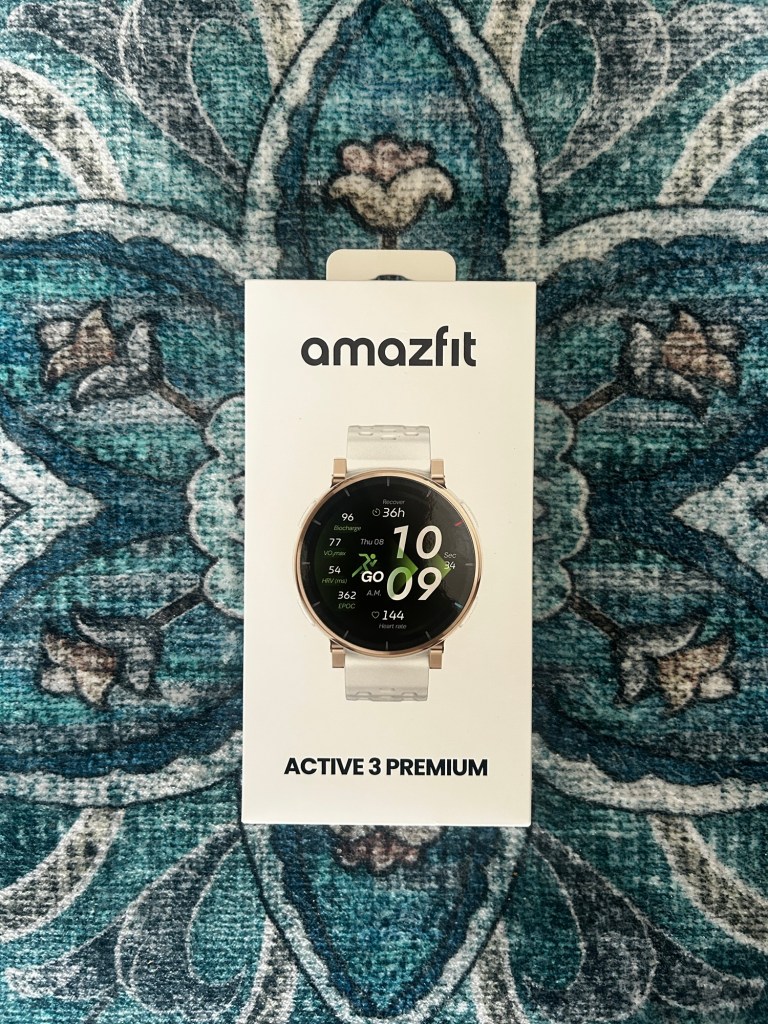 amazfit
Recover
36h
96
Biocharge
77
VO₂max
54
HRV (ms)
362
EPOC
Thu 08
GO
A.M.
10
09
Sec
34
144
Heart rate
ACTIVE 3 PREMIUM